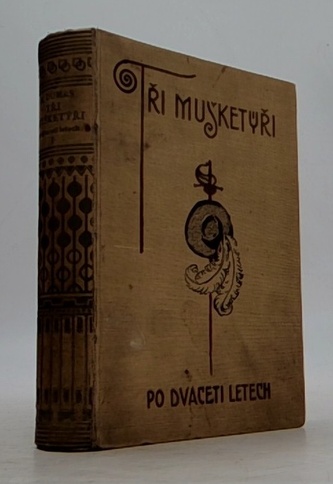 TŘI MUŠKETÝŘI
PO DVACETI LETECH